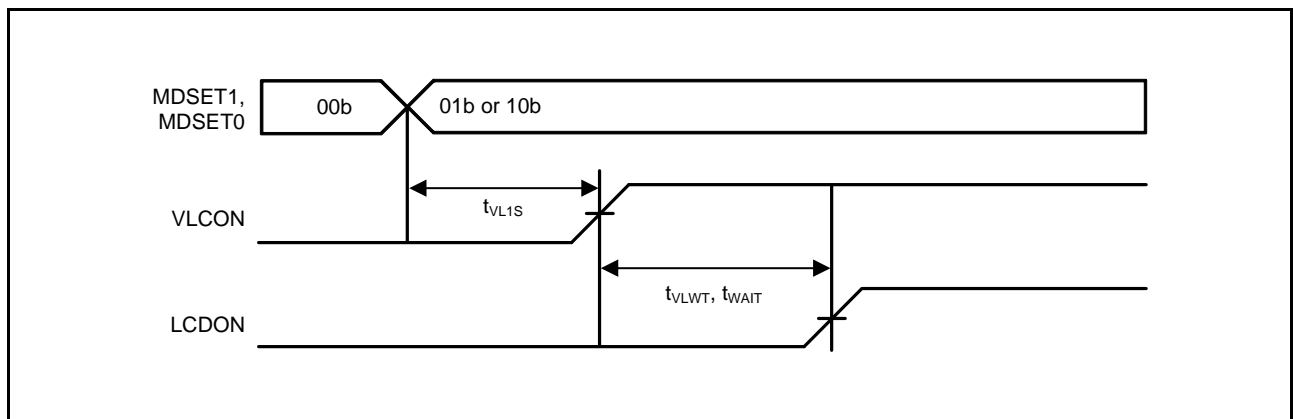 MDSET1,
MDSET0
00b
01b or 10b
tVL1S
VLCON
tVLWT, tWAIT
LCDON